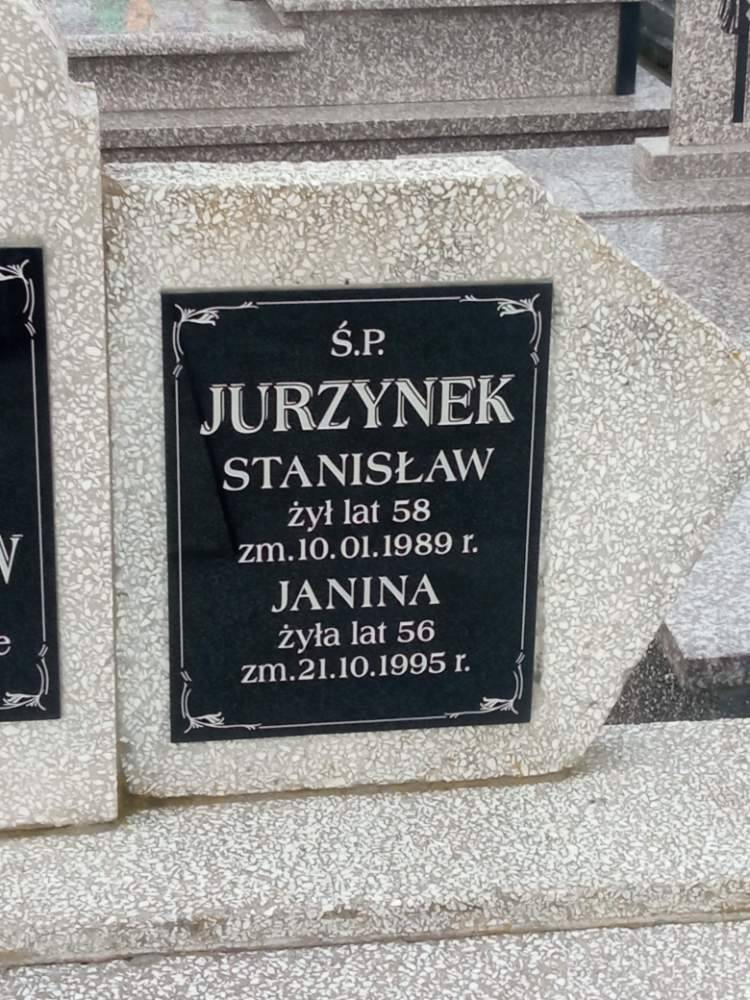 Ś.P.
JURZYNEK
STANISŁAW
żył lat 58
zm.10.01.1989 r.
JANINA
żyła lat 56
zm.21.10.1995 r.